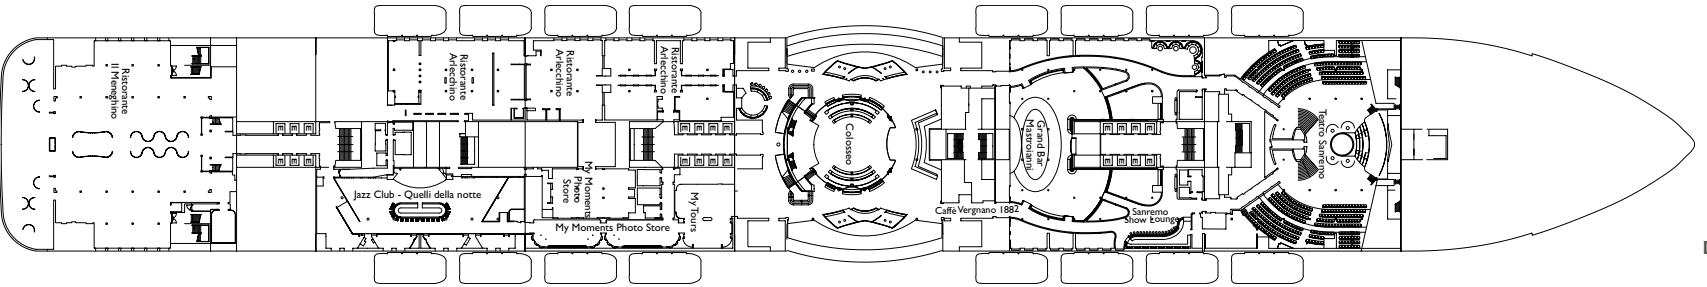 Ristorante
Il Meneghino
Ristorante
Arlecchino
Ristorante
Arlecchino
Ristorante
Arlecchino
Jazz Club - Quelli della notte
My Moments
Photo
Store
My Moments Photo Store
My Tours
Colosseo
Caffè Vergnano 1882
Grand Bar
Mastroianni
Sanremo
Show Lounge
Teatro Sanremo